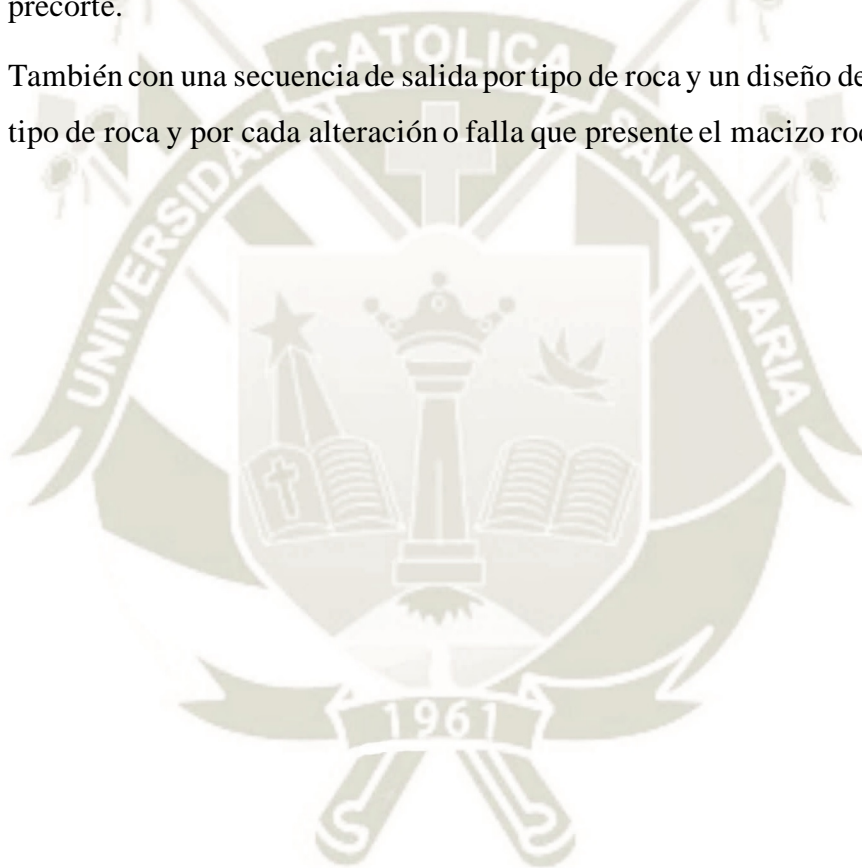 precorte.
CATOLICA
También con una secuencia de salida por tipo de roca y un diseño de
tipo de roca y por cada alteración o falla que presente el macizo
UNIVERSIDAD
SANTA MARIA
1961